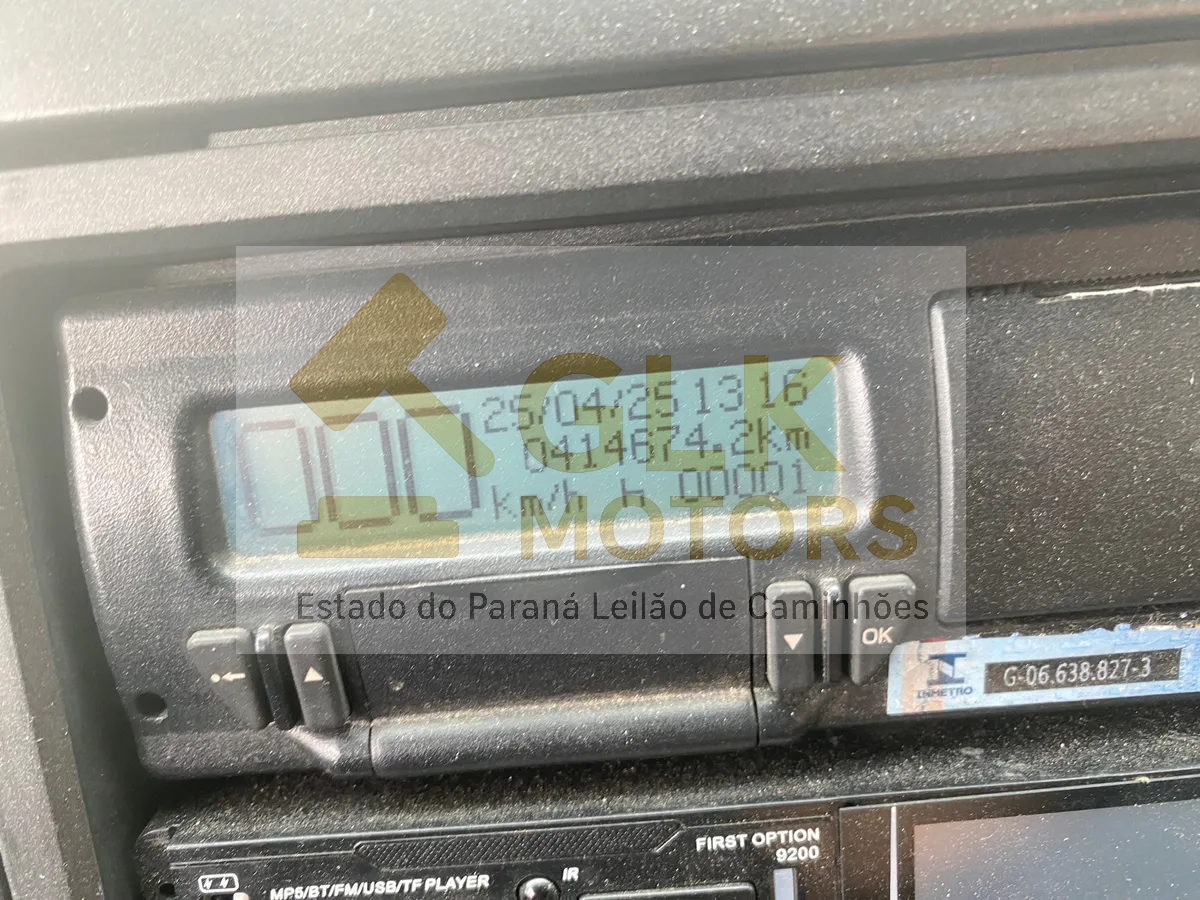 25/04/25 13 16
000
0414674.2km
km/h h 00001
GLK
MOTORS
Estado do Paraná Leilão de Caminhões
OK
INMETRO
G-06.638.827-3
FIRST OPTION
9200
MP5/BT/FM/USB/TF PLAYER
IR